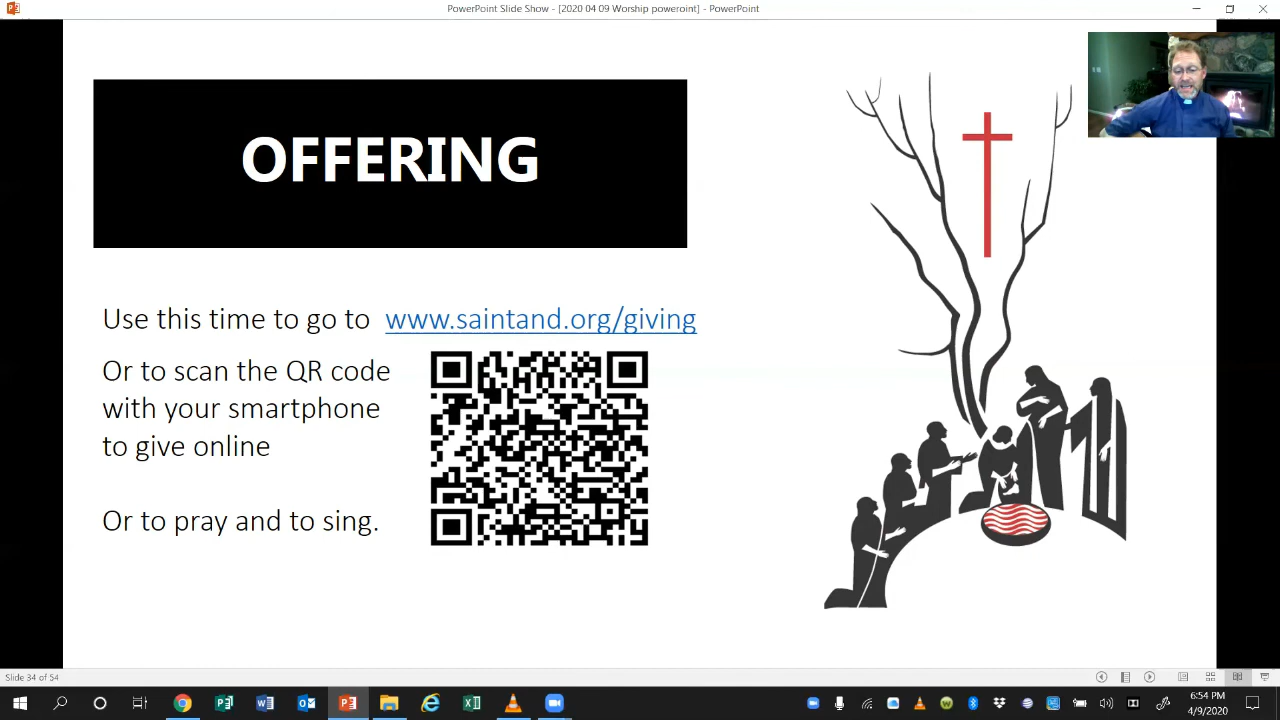 PowerPoint Slide Show - [2020 04 09 Worship poweroint] - PowerPoint
OFFERING
Use this time to go to www.saintand.org/giving
Or to scan the QR code
with your smartphone
to give online
Or to pray and to sing.
Slide 34 of 54
6:54 PM
4/9/2020